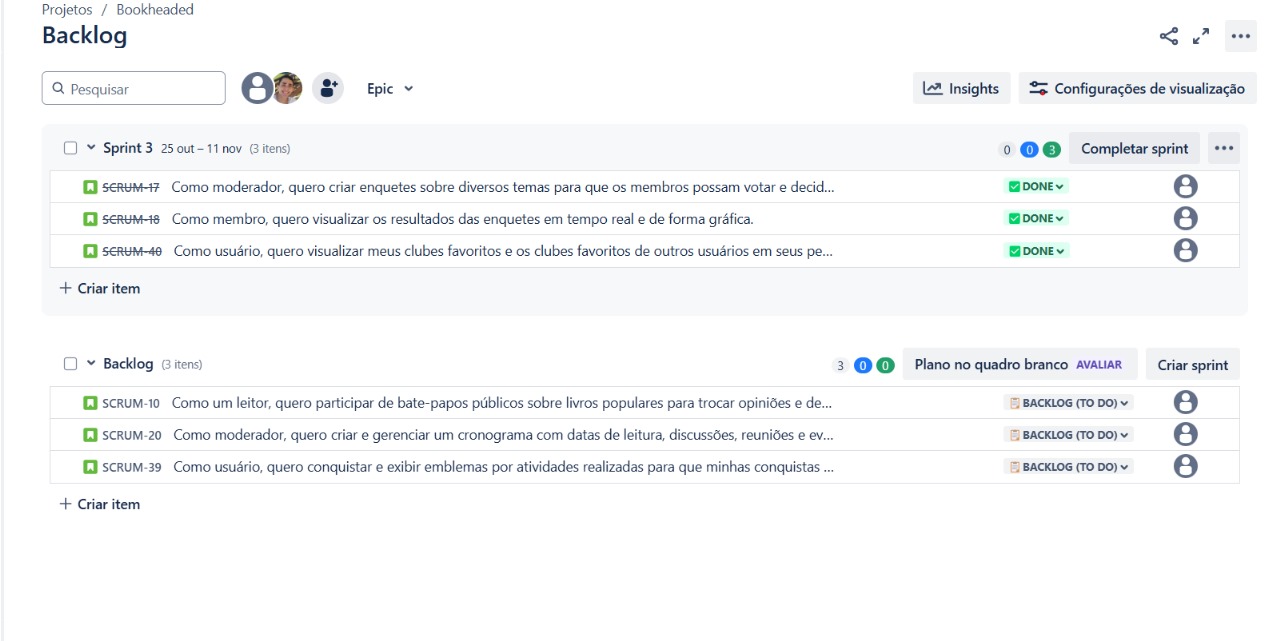 Projetos / Bookheaded
Backlog
Pesquisar
Epic
Insights
Configurações de visualização
Sprint 3 25 out – 11 nov (3 itens) 0 0 3 Completar sprint
SCRUM-17 Como moderador, quero criar enquetes sobre diversos temas para que os membros possam votar e decid... DONE
SCRUM-18 Como membro, quero visualizar os resultados das enquetes em tempo real e de forma gráfica. DONE
SCRUM-40 Como usuário, quero visualizar meus clubes favoritos e os clubes favoritos de outros usuários em seus pe... DONE
+ Criar item
Backlog (3 itens) 3 0 0 Plano no quadro branco AVALIAR Criar sprint
SCRUM-10 Como um leitor, quero participar de bate-papos públicos sobre livros populares para trocar opiniões e de... BACKLOG (TO DO)
SCRUM-20 Como moderador, quero criar e gerenciar um cronograma com datas de leitura, discussões, reuniões e ev... BACKLOG (TO DO)
SCRUM-39 Como usuário, quero conquistar e exibir emblemas por atividades realizadas para que minhas conquistas ... BACKLOG (TO DO)
+ Criar item